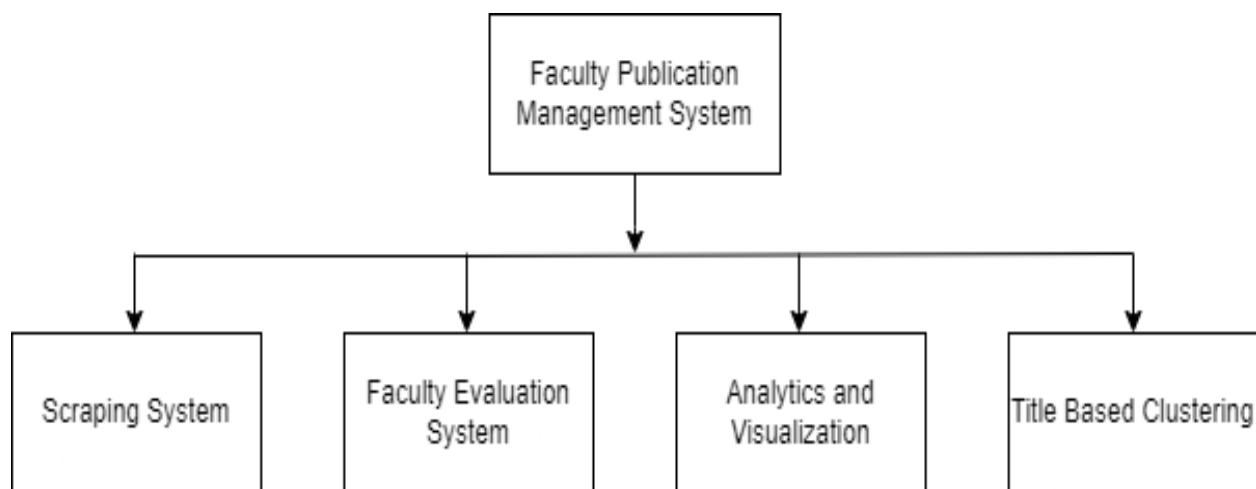 Faculty Publication
Management System
Scraping System
Faculty Evaluation
System
Analytics and
Visualization
Title Based Clustering